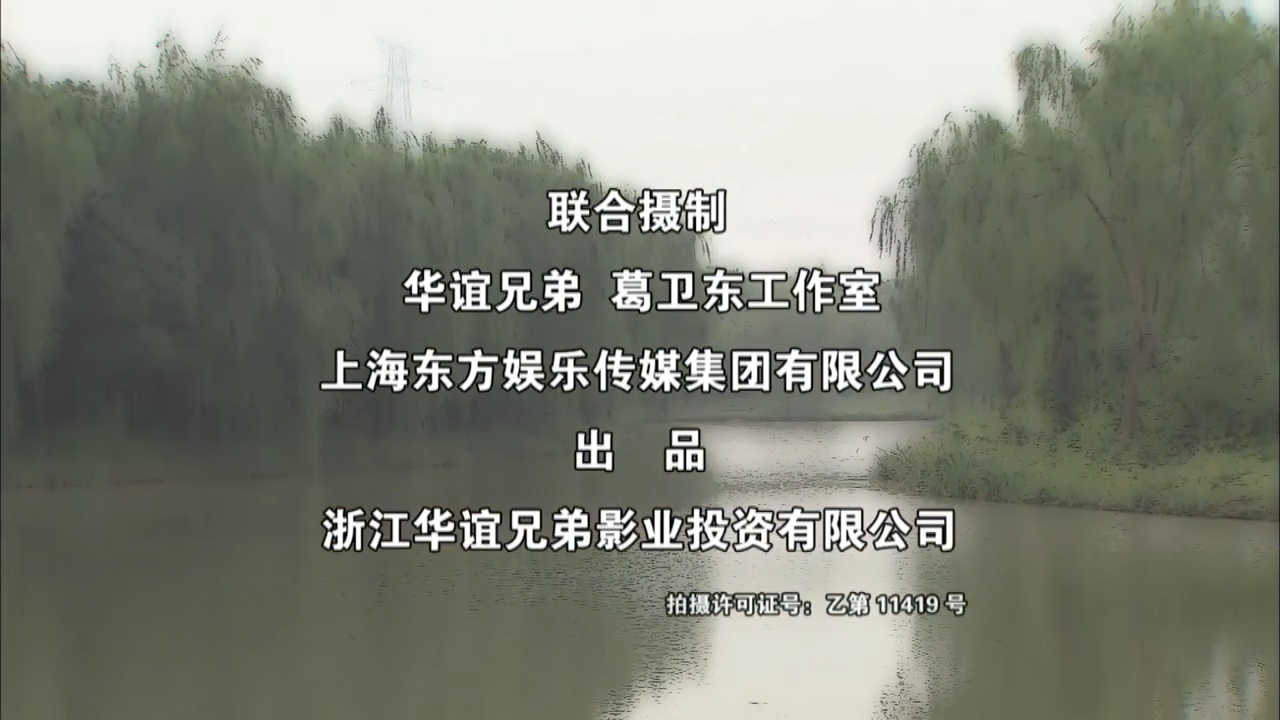 联合摄制
华谊兄弟 葛卫东工作室
上海东方娱乐传媒集团有限公司
出 品
浙江华谊兄弟影业投资有限公司
拍摄许可证号：乙第 11419 号